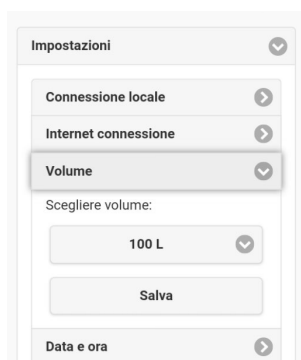 Impostazioni
Connessione locale
Internet connessione
Volume
Scegliere volume:
100 L
Salva
Data e ora